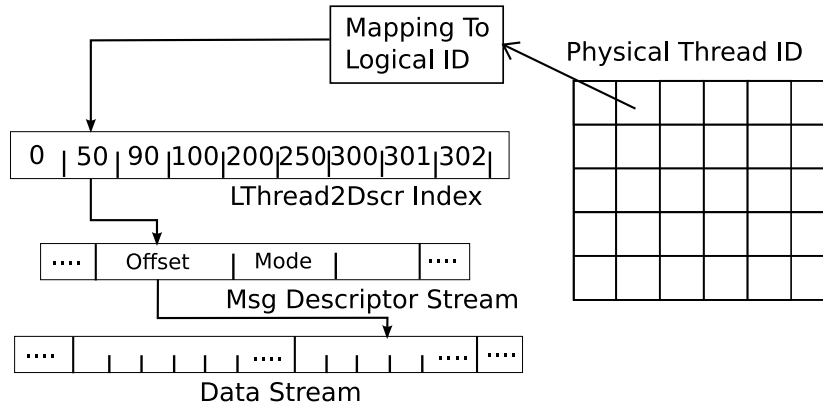 Mapping To
Logical ID
Physical Thread ID
0 50 90 100 200 250 300 301 302
LThread2Dscr Index
.... Offset Mode ....
Msg Descriptor Stream
.... .... .... ....
Data Stream